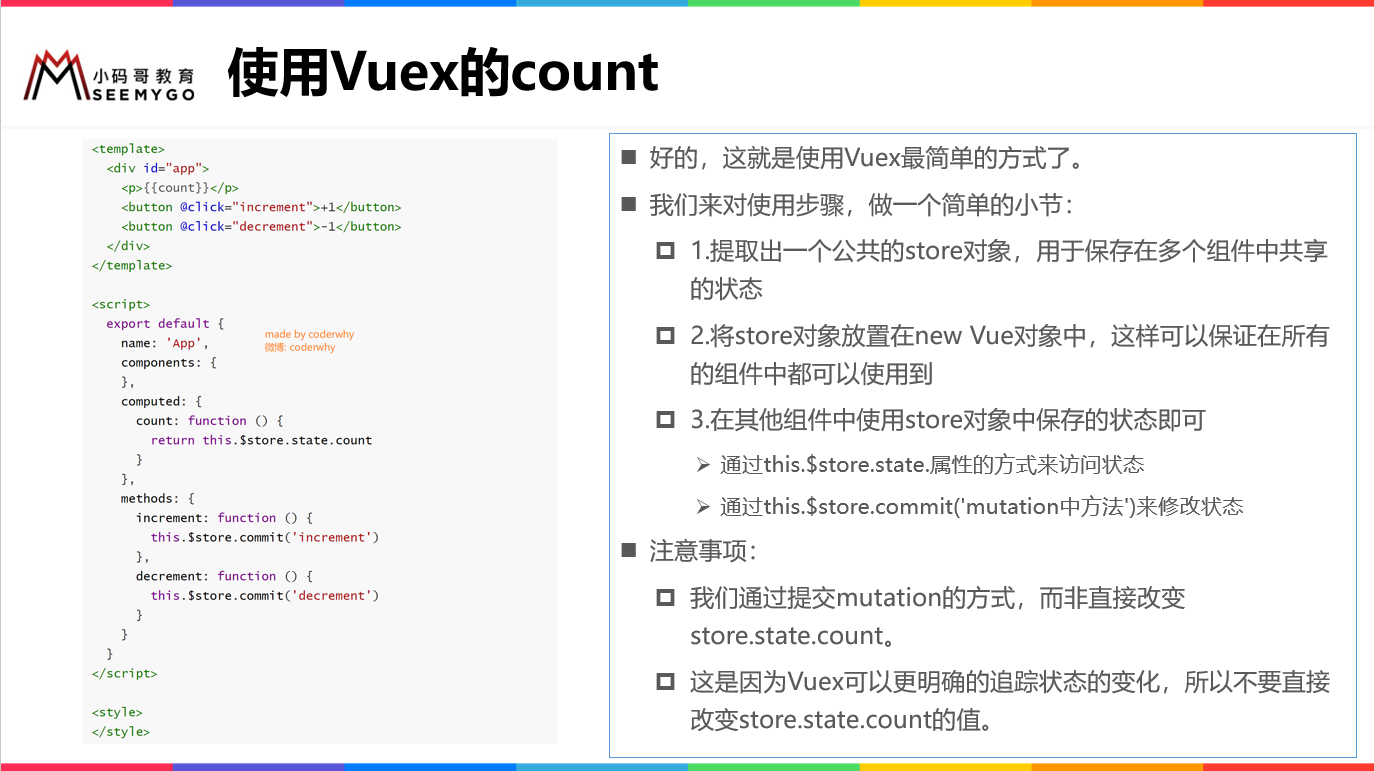 小码哥教育
SEEMYGO
使用Vuex的count
<template>
  <div id="app">
    <p>{{count}}</p>
    <button @click="increment">+1</button>
    <button @click="decrement">-1</button>
  </div>
</template>
<script>
  export default {
    name: 'App',
    components: {
    },
    computed: {
      count: function () {
        return this.$store.state.count
      }
    },
    methods: {
      increment: function () {
        this.$store.commit('increment')
      },
      decrement: function () {
        this.$store.commit('decrement')
      }
    }
  }
</script>
<style>
</style>
made by coderwhy
微博: coderwhy
好的，这就是使用Vuex最简单的方式了。
我们来对使用步骤，做一个简单的小节：
1.提取出一个公共的store对象，用于保存在多个组件中共享
的状态
2.将store对象放置在new Vue对象中，这样可以保证在所有
的组件中都可以使用到
3.在其他组件中使用store对象中保存的状态即可
通过this.$store.state.属性的方式来访问状态
通过this.$store.commit('mutation中方法')来修改状态
注意事项：
我们通过提交mutation的方式，而非直接改变
store.state.count。
这是因为Vuex可以更明确的追踪状态的变化，所以不要直接
改变store.state.count的值。